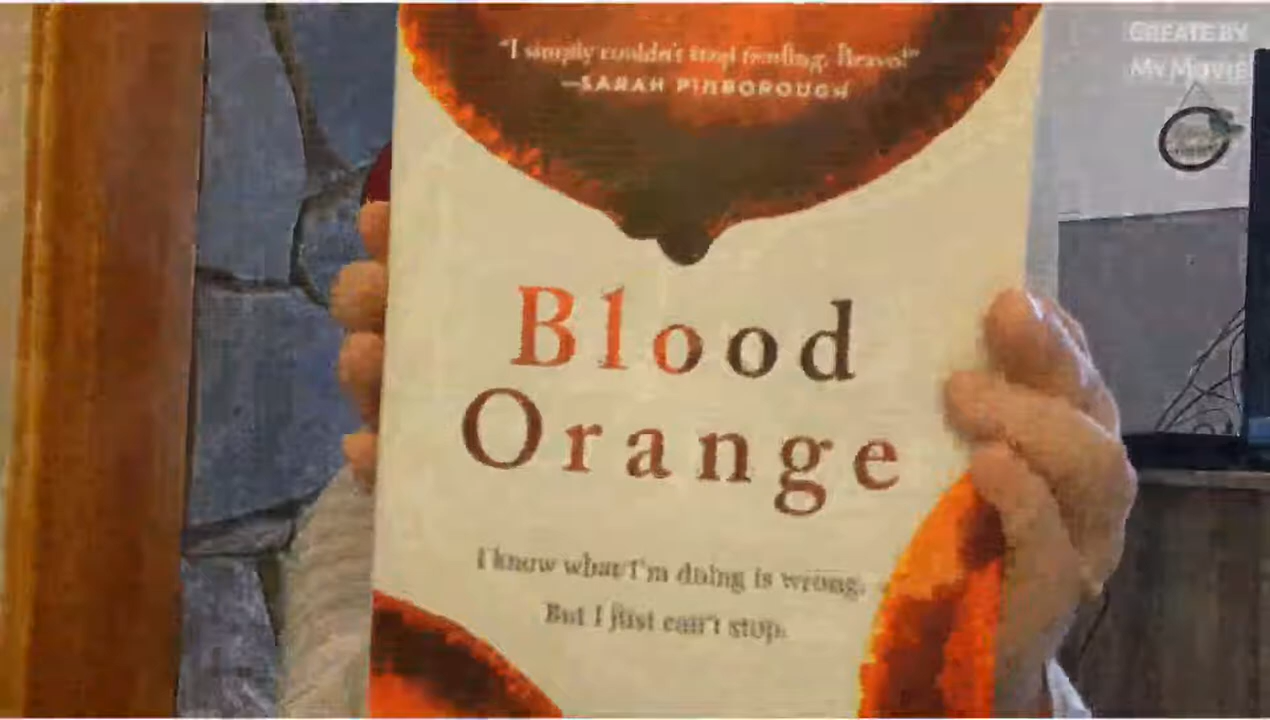 "I simply couldn't stop reading. Bravo!"
—SARAH PINBOROUGH
Blood
Orange
I know what I'm doing is wrong.
But I just can't stop.
CREATE BY
MY MOVIE